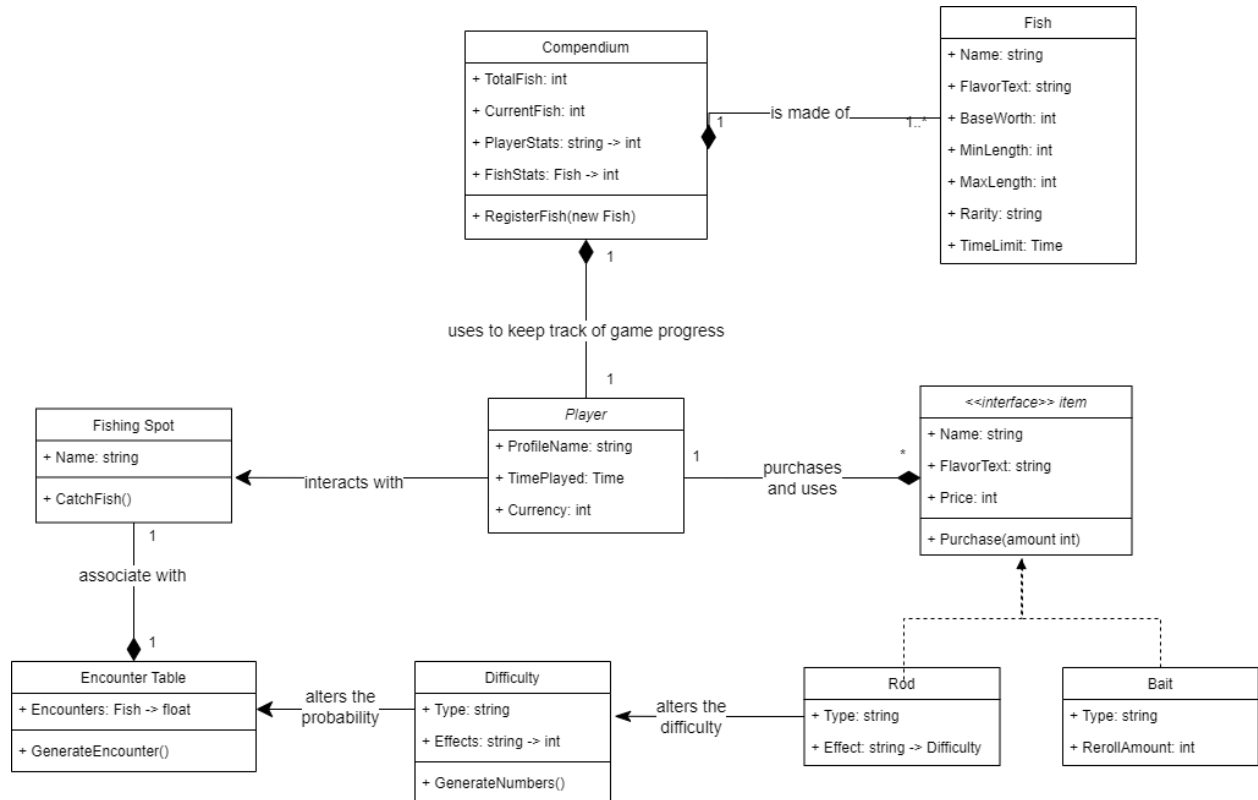 Compendium
+ TotalFish: int
+ CurrentFish: int
+ PlayerStats: string -> int
+ FishStats: Fish -> int
+ RegisterFish(new Fish)
1
is made of
1..*
Fish
+ Name: string
+ FlavorText: string
+ BaseWorth: int
+ MinLength: int
+ MaxLength: int
+ Rarity: string
+ TimeLimit: Time
1
uses to keep track of game progress
1
Fishing Spot
+ Name: string
+ CatchFish()
interacts with
Player
+ ProfileName: string
+ TimePlayed: Time
+ Currency: int
1
purchases
and uses
*
<<interface>> item
+ Name: string
+ FlavorText: string
+ Price: int
+ Purchase(amount int)
1
associate with
1
Encounter Table
+ Encounters: Fish -> float
+ GenerateEncounter()
alters the
probability
Difficulty
+ Type: string
+ Effects: string -> int
+ GenerateNumbers()
alters the
difficulty
Rod
+ Type: string
+ Effect: string -> Difficulty
Bait
+ Type: string
+ RerollAmount: int